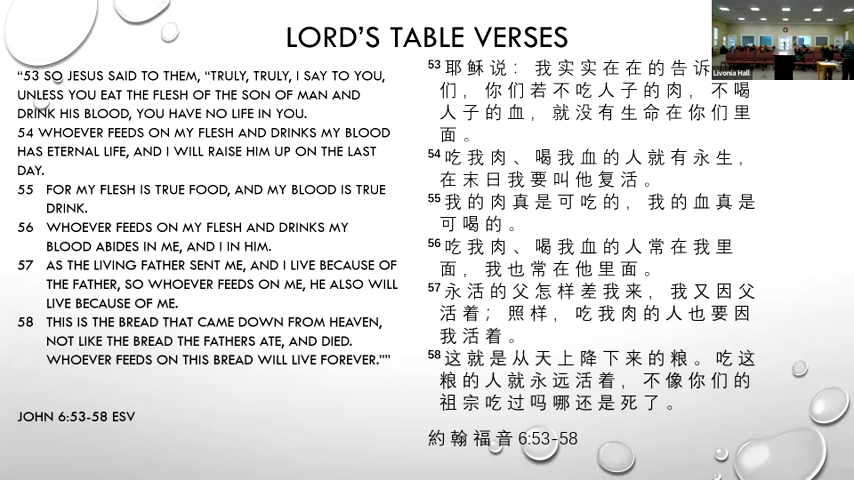 LORD'S TABLE VERSES
"53 SO JESUS SAID TO THEM, "TRULY, TRULY, I SAY TO YOU,
UNLESS YOU EAT THE FLESH OF THE SON OF MAN AND
DRINK HIS BLOOD, YOU HAVE NO LIFE IN YOU.
54 WHOEVER FEEDS ON MY FLESH AND DRINKS MY BLOOD
HAS ETERNAL LIFE, AND I WILL RAISE HIM UP ON THE LAST
DAY.
55 FOR MY FLESH IS TRUE FOOD, AND MY BLOOD IS TRUE
DRINK.
56 WHOEVER FEEDS ON MY FLESH AND DRINKS MY
BLOOD ABIDES IN ME, AND I IN HIM.
57 AS THE LIVING FATHER SENT ME, AND I LIVE BECAUSE OF
THE FATHER, SO WHOEVER FEEDS ON ME, HE ALSO WILL
LIVE BECAUSE OF ME.
58 THIS IS THE BREAD THAT CAME DOWN FROM HEAVEN,
NOT LIKE THE BREAD THE FATHERS ATE, AND DIED.
WHOEVER FEEDS ON THIS BREAD WILL LIVE FOREVER.""
JOHN 6:53-58 ESV
53 耶稣说：我实实在在的告诉
们，你们若不吃人子的肉，不喝
人子的血，就没有生命在你们里
面。
54 吃我肉、喝我血的人就有永生，
在末日我要叫他复活。
55 我的肉真是可吃的，我的血真是
可喝的。
56 吃我肉、喝我血的人常在我里
面，我也常在他里面。
57 永活的父怎样差我来，我又因父
活着；照样，吃我肉的人也要因
我活着。
58 这就是从天上降下来的粮。吃这
粮的人就永远活着，不像你们的
祖宗吃过吗哪还是死了。
約翰福音 6:53-58
Livonia Hall